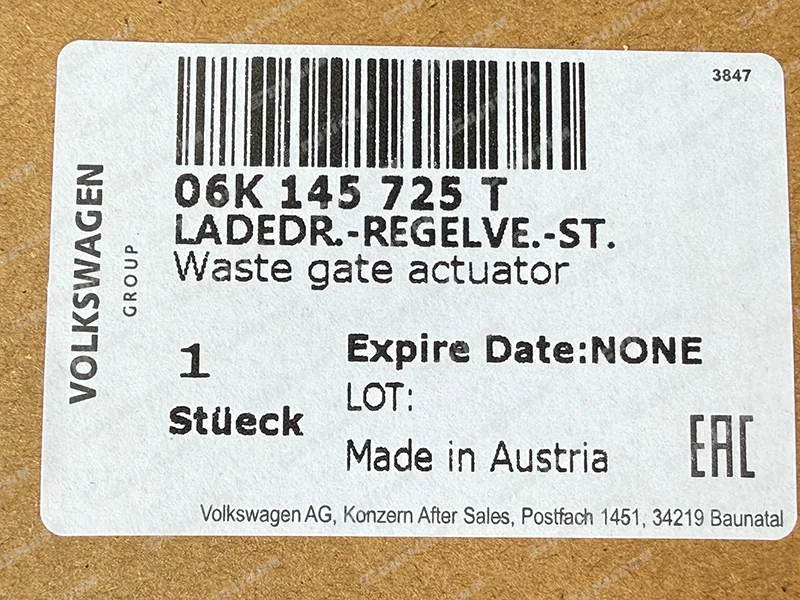 3847
06K 145 725 T
LADEDR.-REGELVE.-ST.
Waste gate actuator
VOLKSWAGEN
GROUP
1
Stüeck
Expire Date:NONE
LOT:
Made in Austria
EAC
Volkswagen AG, Konzern After Sales, Postfach 1451, 34219 Baunatal